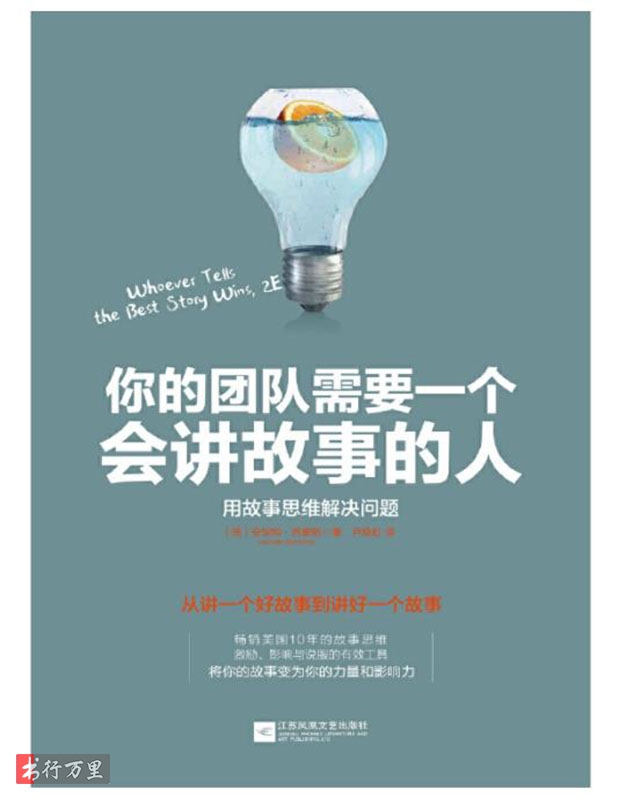 Whoever Tells
the Best Story Wins, 2E
你的团队需要一个
会讲故事的人
用故事思维解决问题
从讲一个好故事到讲好一个故事
畅销美国10年的故事思维
激励、影响与说服的有效工具
将你的故事变为你的力量和影响力
江苏凤凰文艺出版社
书行万里